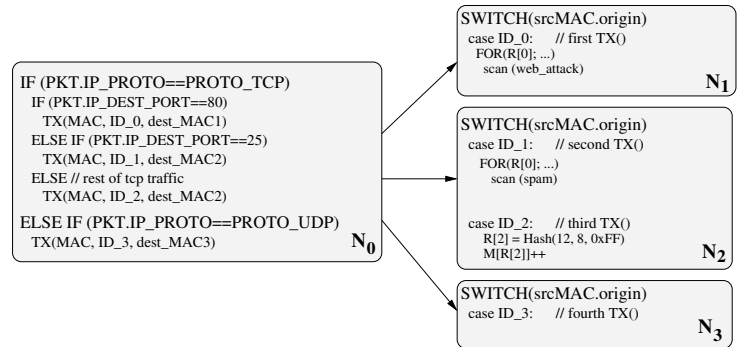 IF (PKT.IP_PROTO==PROTO_TCP)
IF (PKT.IP_DEST_PORT==80)
TX(MAC, ID_0, dest_MAC1)
ELSE IF (PKT.IP_DEST_PORT==25)
TX(MAC, ID_1, dest_MAC2)
ELSE // rest of tcp traffic
TX(MAC, ID_2, dest_MAC2)
ELSE IF (PKT.IP_PROTO==PROTO_UDP)
TX(MAC, ID_3, dest_MAC3)
N0
SWITCH(srcMAC.origin)
case ID_0: // first TX()
FOR(R[0]; ...)
scan (web_attack)
N1
SWITCH(srcMAC.origin)
case ID_1: // second TX()
FOR(R[0]; ...)
scan (spam)
case ID_2: // third TX()
R[2] = Hash(12, 8, 0xFF)
M[R[2]]++
N2
SWITCH(srcMAC.origin)
case ID_3: // fourth TX()
N3